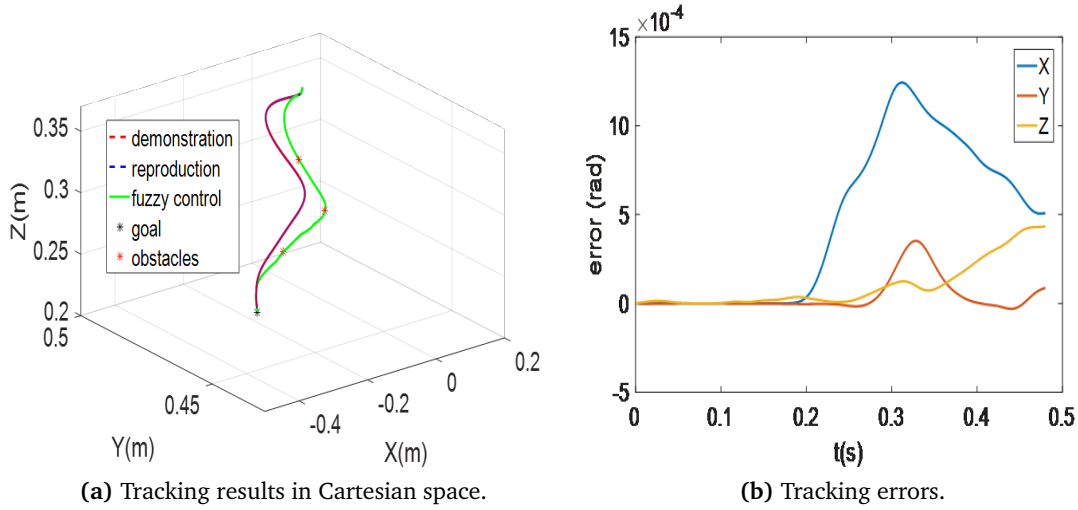 0.35
0.3
0.25
0.2
Z(m)
demonstration
reproduction
fuzzy control
goal
obstacles
0.5
0.45
Y(m)
-0.4
-0.2
0
0.2
X(m)
(a) Tracking results in Cartesian space.
×10⁻⁴
15
10
5
0
-5
error (rad)
X
Y
Z
0
0.1
0.2
0.3
0.4
0.5
t(s)
(b) Tracking errors.